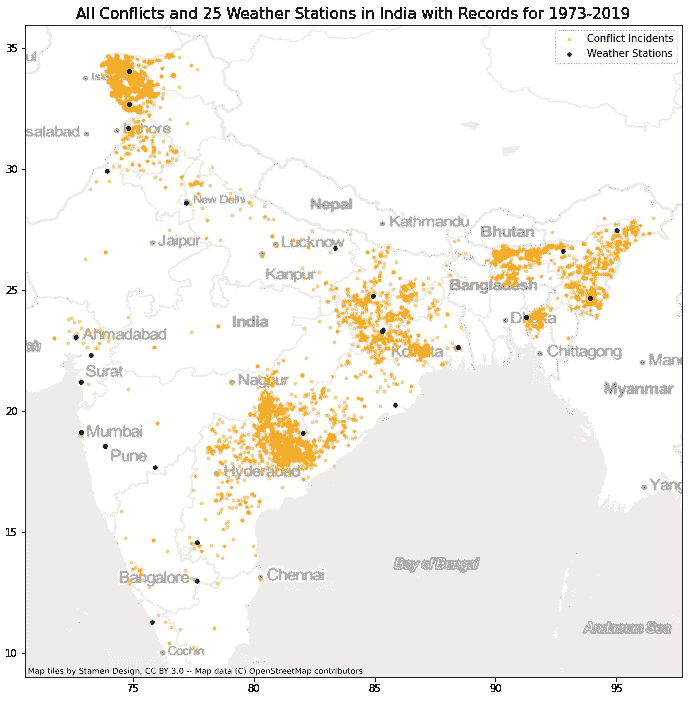 All Conflicts and 25 Weather Stations in India with Records for 1973-2019
Conflict Incidents
Weather Stations
35
30
25
20
15
10
75
80
85
90
95
ul
Isl
salabad
Lahore
New Delhi
Nepal
Kathmandu
Bhutan
Jaipur
Lucknow
Kanpur
Bangladesh
India
Dhaka
Ahmadabad
Kolkata
Chittagong
Mand
Surat
Nagpur
Myanmar
Mumbai
Pune
Hyderabad
Yang
Bay of Bengal
Bangalore
Chennai
Andaman Sea
Cochin
Map tiles by Stamen Design, CC BY 3.0 -- Map data (C) OpenStreetMap contributors